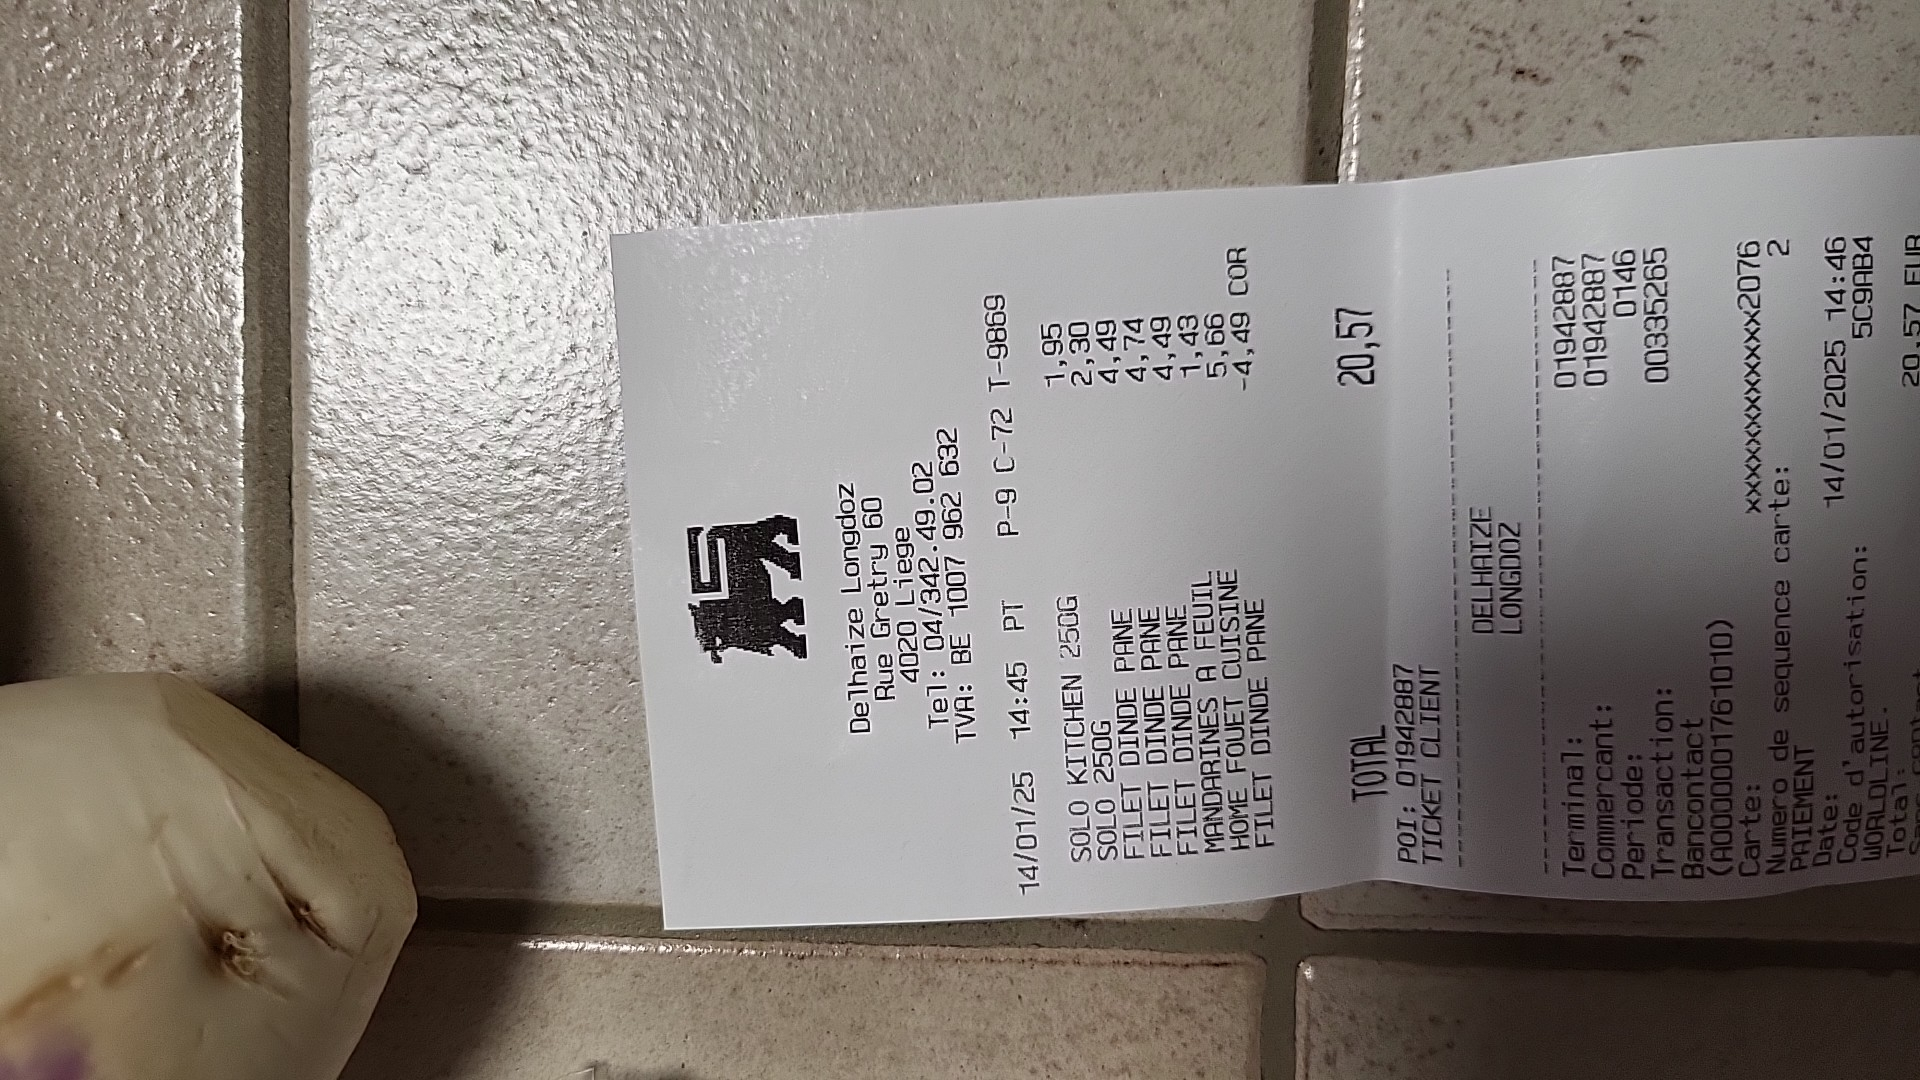 Delhaize Longdoz
Rue Gretry 60
4020 Liege
Tel: 04/342.49.02
TVA: BE 1007 962 632
14/01/25 14:45 PT P-9 C-72 T-9869
SOLO KITCHEN 250G 1,95
SOLO 250G 2,30
FILET DINDE PANE 4,49
FILET DINDE PANE 4,74
FILET DINDE PANE 4,49
MANDARINES A FEUIL 1,43
HOME FOUET CUISINE 5,66
FILET DINDE PANE -4,49 COR
TOTAL 20,57
POI: 01942887
TICKET CLIENT
DELHAIZE
LONGDOZ
Terminal: 01942887
Commercant: 01942887
Periode: 0146
Transaction: 00335265
Bancontact
(A0000001761010)
Carte: xxxxxxxxxxxxxxx2076
Numero de sequence carte: 2
PAIEMENT
Date: 14/01/2025 14:46
Code d'autorisation: 5C9AB4
WORLDLINE.
Total: 20,57 EUR